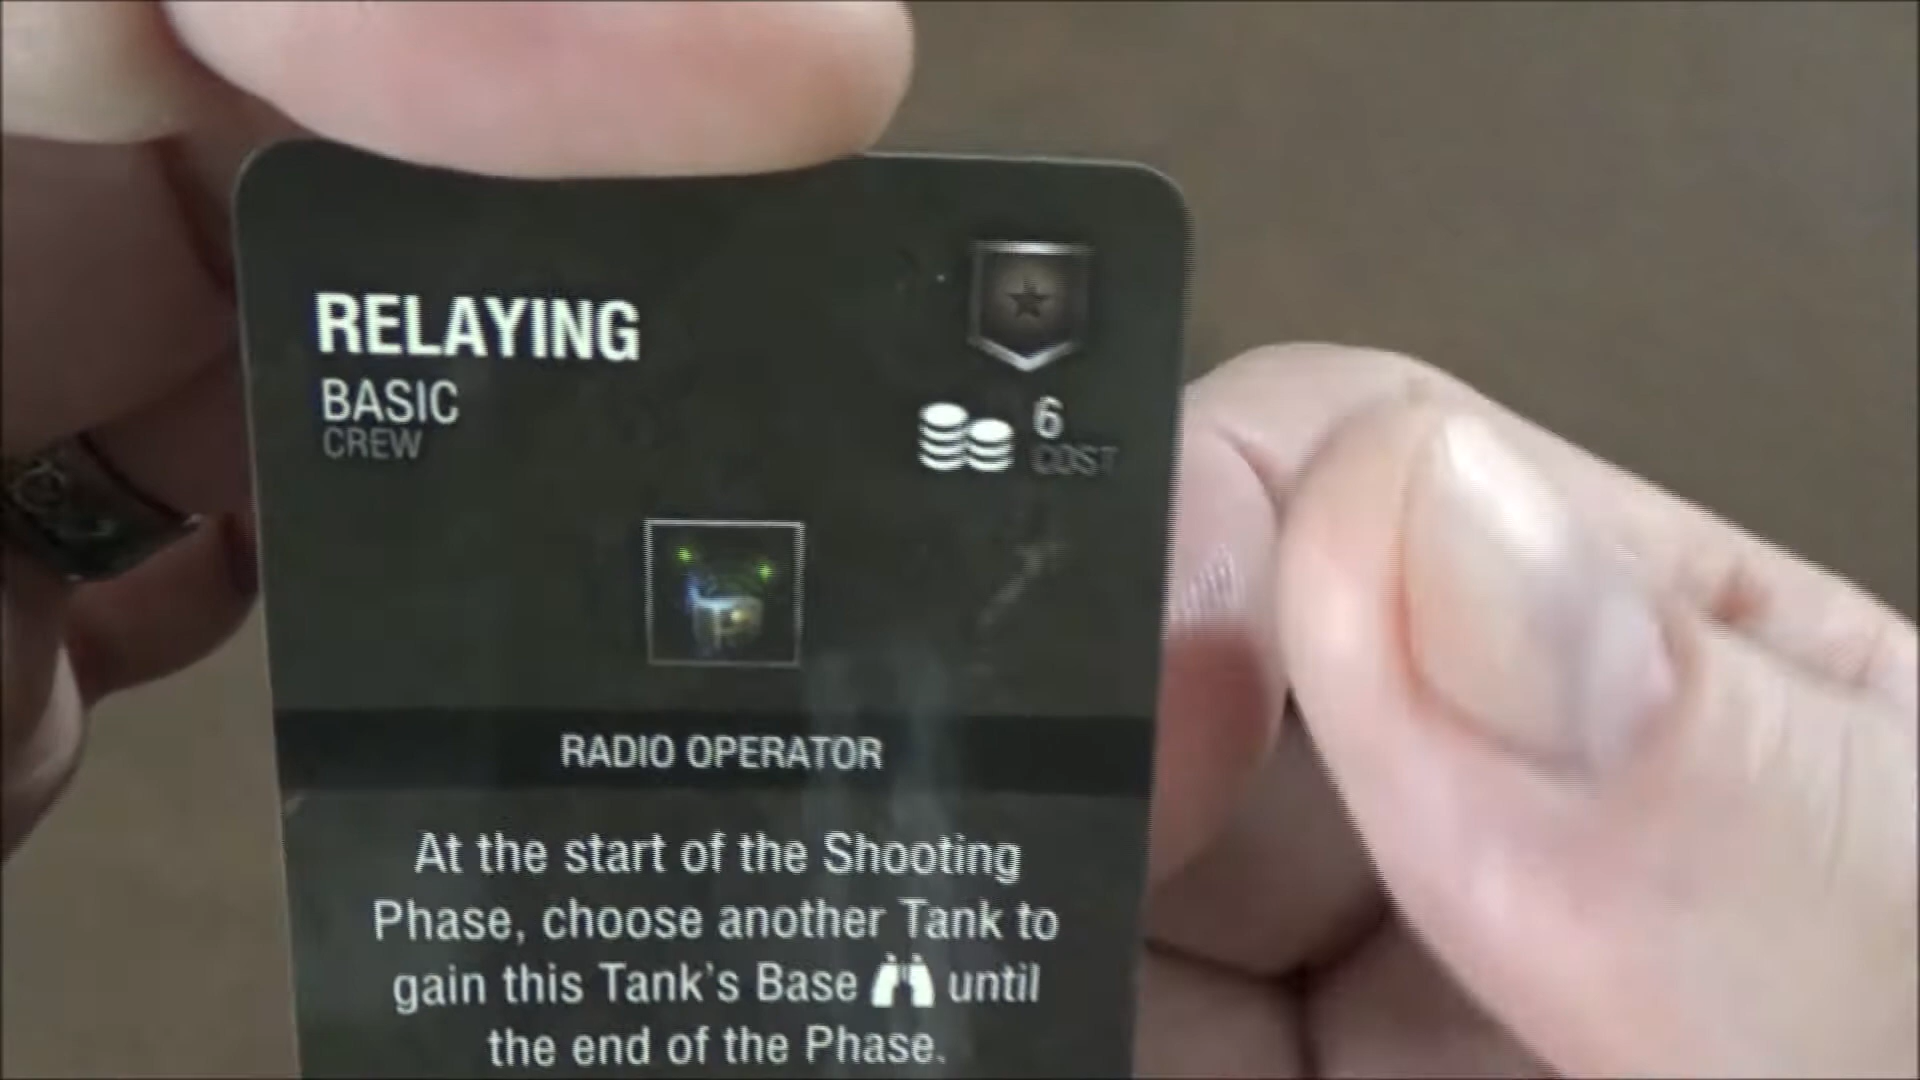 RELAYING
BASIC
CREW
6
COST
RADIO OPERATOR
At the start of the Shooting
Phase, choose another Tank to
gain this Tank's Base until
the end of the Phase.